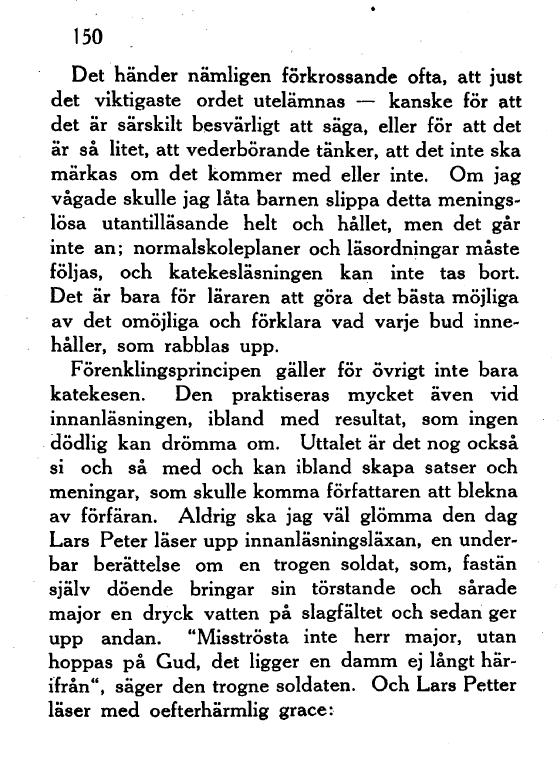 150
Det händer nämligen förkrossande ofta, att just
det viktigaste ordet utelämnas — kanske för att
det är särskilt besvärligt att säga, eller för att det
är så litet, att vederbörande tänker, att det inte ska
märkas om det kommer med eller inte. Om jag
vågade skulle jag låta barnen slippa detta menings-
lösa utantilläsande helt och hållet, men det går
inte an; normalskoleplaner och läsordningar måste
följas, och katekesläsningen kan inte tas bort.
Det är bara för läraren att göra det bästa möjliga
av det omöjliga och förklara vad varje bud inne-
håller, som rabblas upp.
Förenklingsprincipen gäller för övrigt inte bara
katekesen. Den praktiseras mycket även vid
innanläsningen, ibland med resultat, som ingen
dödlig kan drömma om. Uttalet är det nog också
si och så med och kan ibland skapa satser och
meningar, som skulle komma författaren att blekna
av förfäran. Aldrig ska jag väl glömma den dag
Lars Peter läser upp innanläsningsläxan, en under-
bar berättelse om en trogen soldat, som, fastän
själv döende bringar sin törstande och sårade
major en dryck vatten på slagfältet och sedan ger
upp andan. “Misströsta inte herr major, utan
hoppas på Gud, det ligger en damm ej långt här-
ifrån“, säger den trogne soldaten. Och Lars Petter
läser med oefterhärmlig grace: